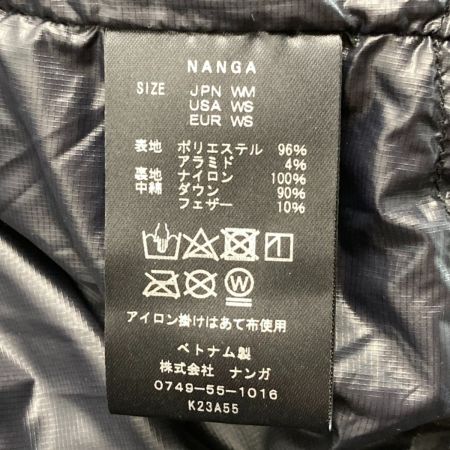 NANGA
SIZE JPN WM
USA WS
EUR WS
表地 ポリエステル 96%
アラミド 4%
裏地 ナイロン 100%
中綿 ダウン 90%
フェザー 10%
W
アイロン掛けはあて布使用
ベトナム製
株式会社 ナンガ
0749-55-1016
K23A55